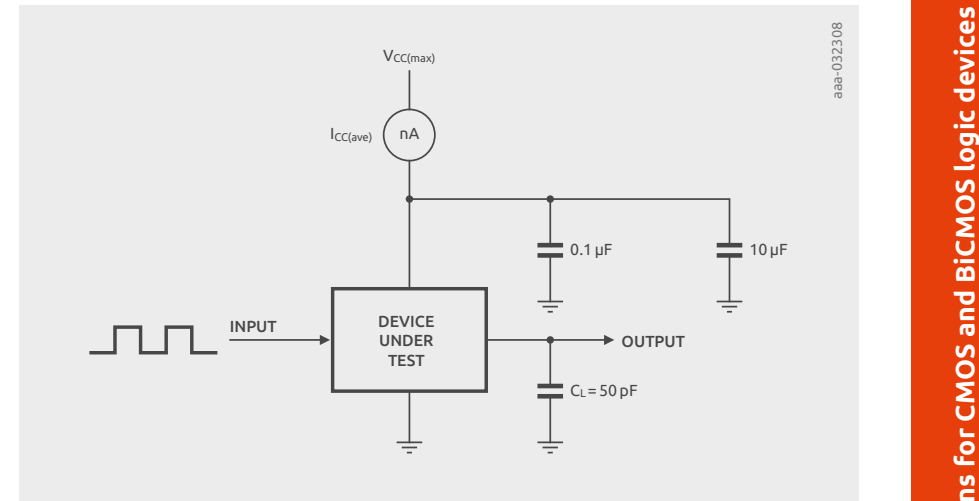 aaa-032308
VCC(max)
ICC(ave)
nA
0.1 µF
10 µF
INPUT
DEVICE
UNDER
TEST
OUTPUT
CL = 50 pF
for CMOS and BiCMOS logic devices